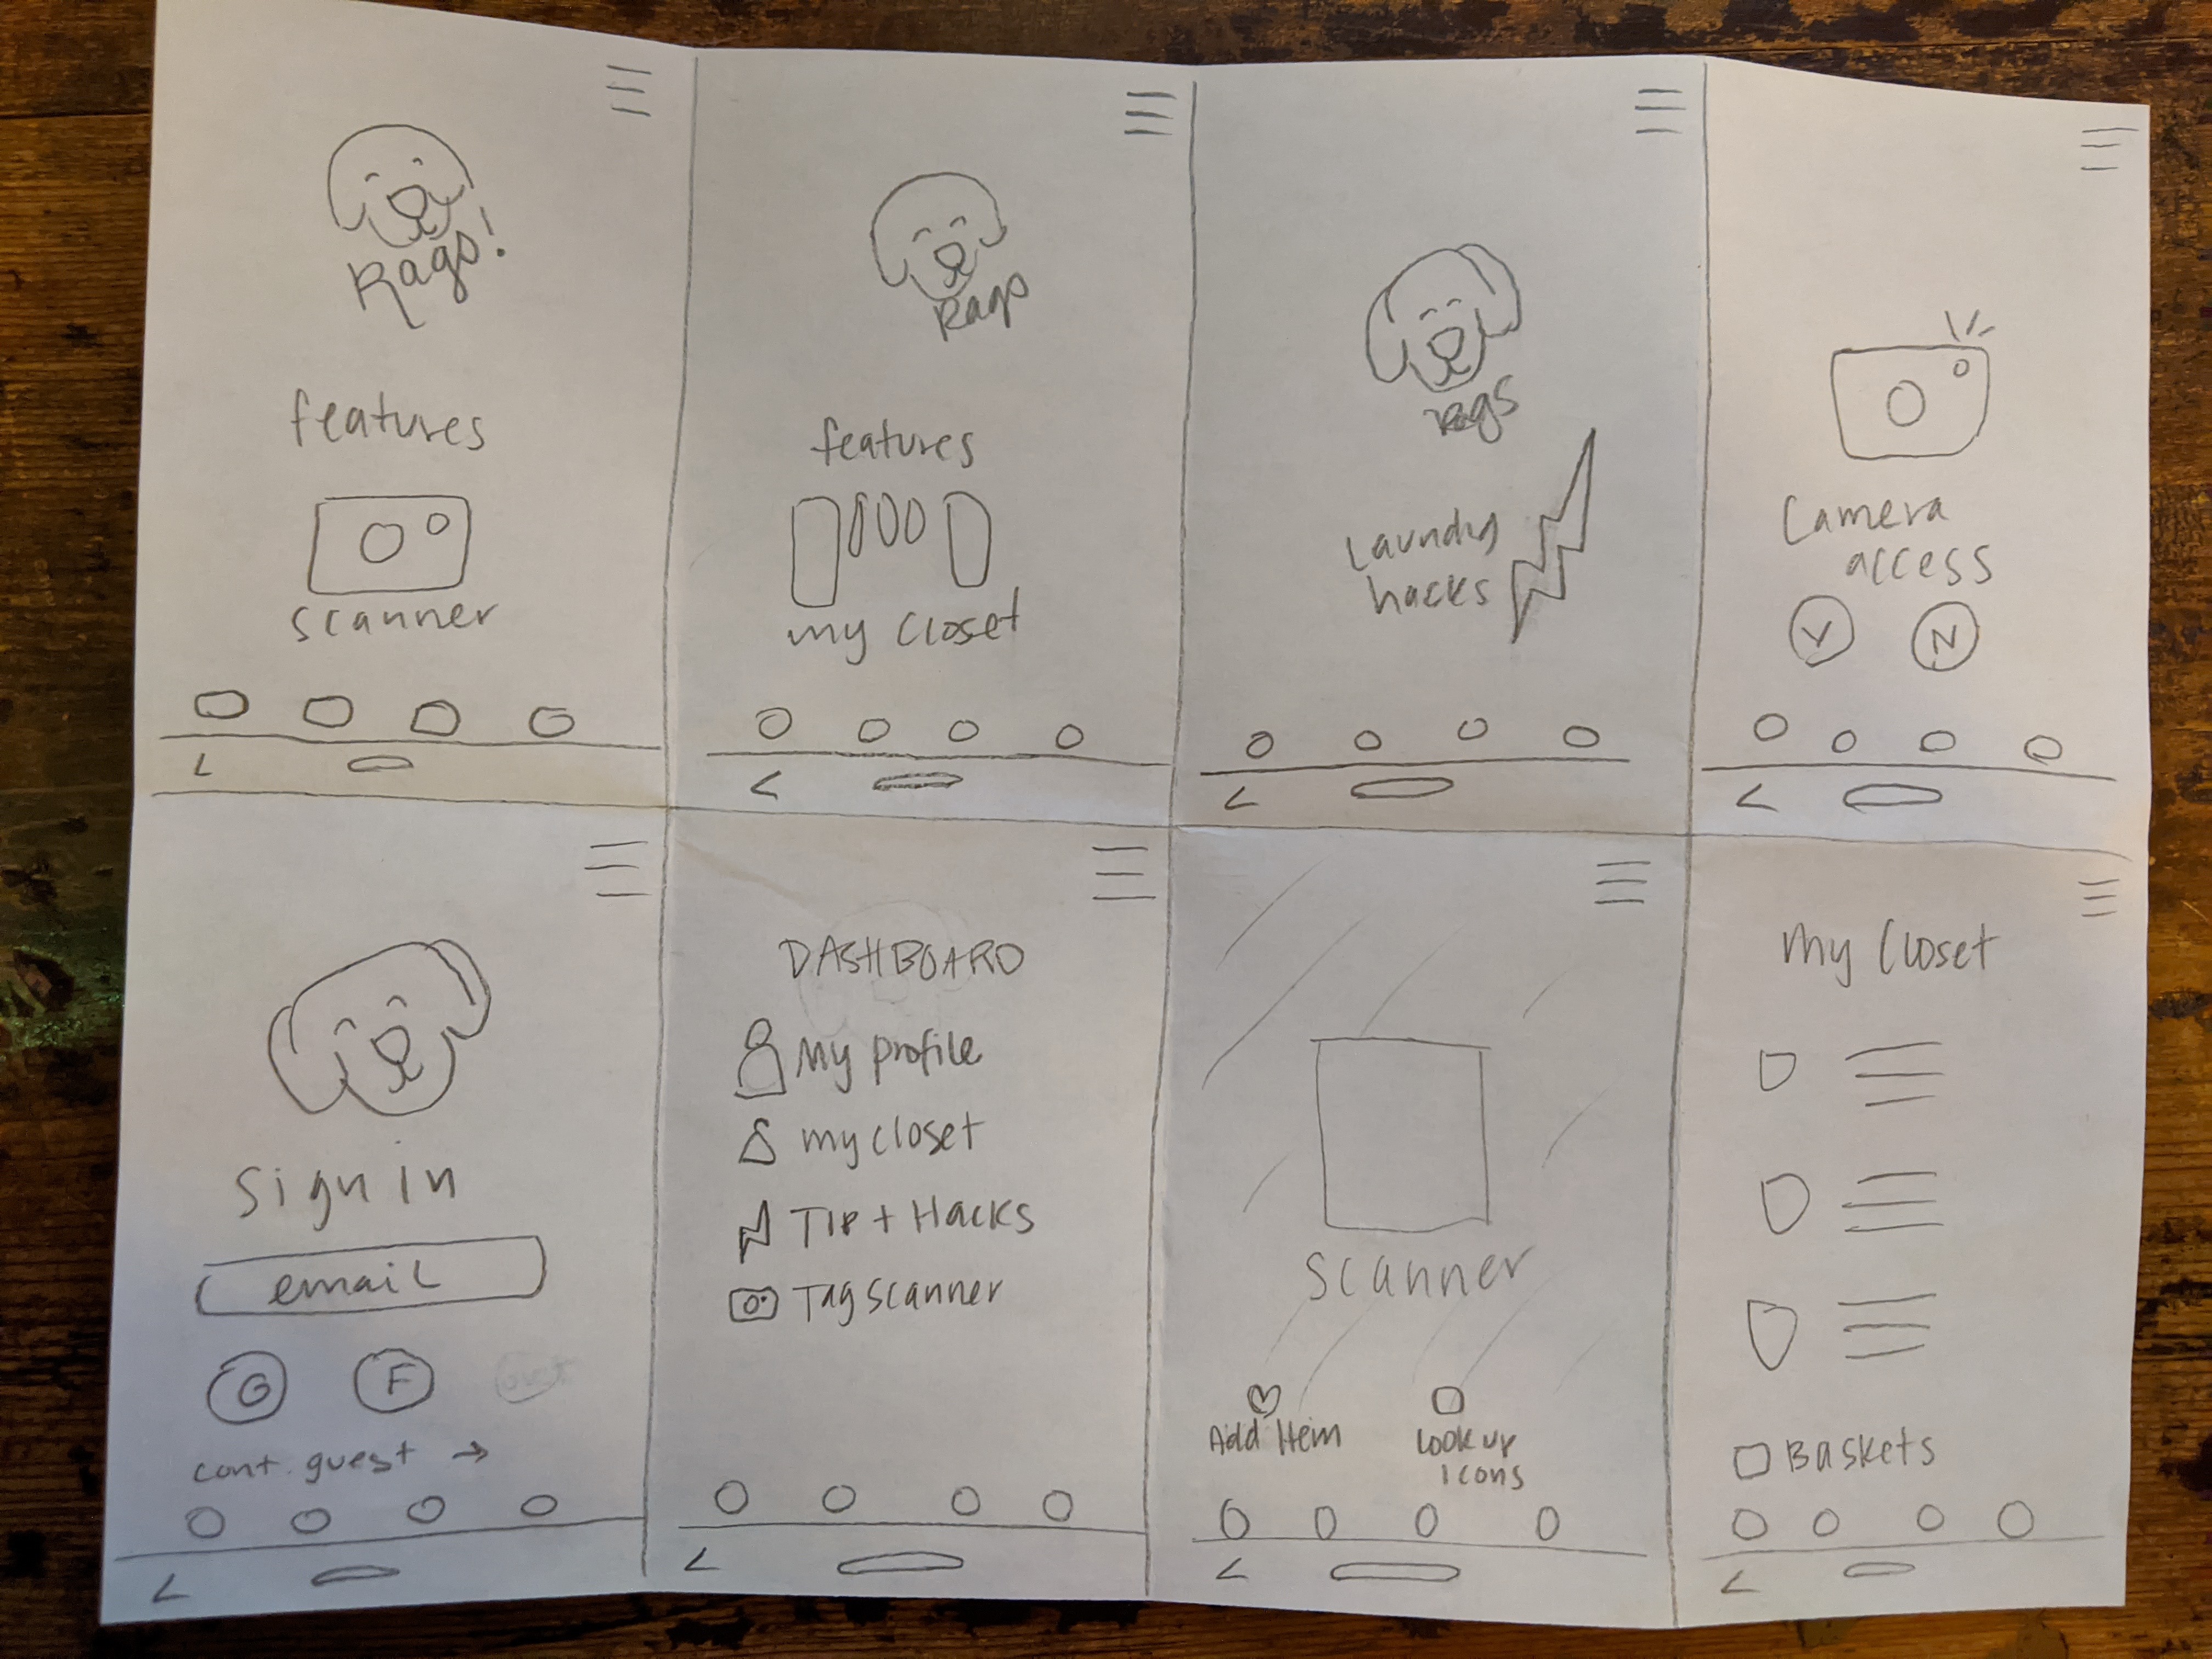 Rags!
features
scanner
Rags
features
my closet
Rags
Laundry
hacks
Camera
access
Y N
Sign in
email
G F
cont. guest →
DASHBOARD
My profile
my closet
Tip + Hacks
Tag scanner
Scanner
Add Item
Look up
icons
My Closet
Baskets